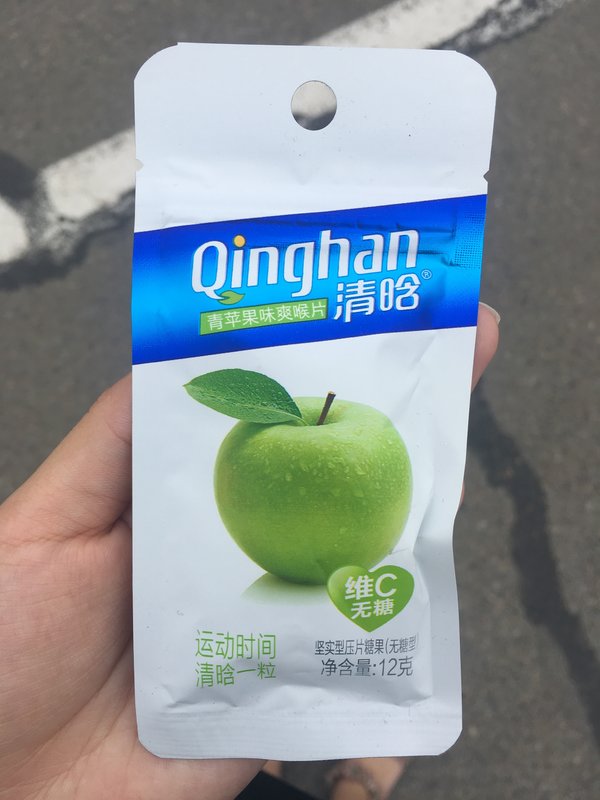 Qinghan
清晗®
青苹果味爽喉片
维C
无糖
运动时间
清晗一粒
坚实型压片糖果(无糖型)
净含量:12克